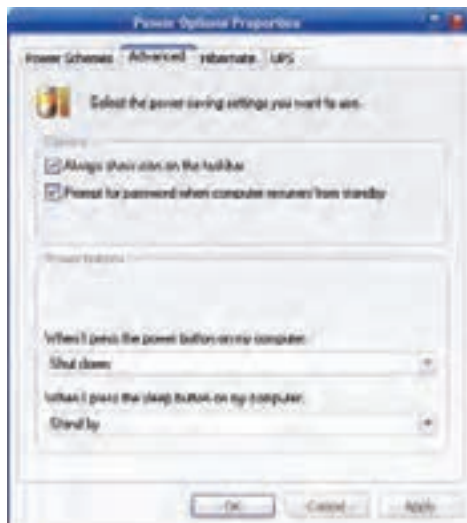 Power Options Properties
Power Schemes Advanced Hibernate UPS
Select the power saving settings you want to use.
Options
Always show icon on the taskbar
Prompt for password when computer resumes from standby
Power buttons
When I press the power button on my computer:
Shut down
When I press the sleep button on my computer:
Stand by
OK Cancel Apply